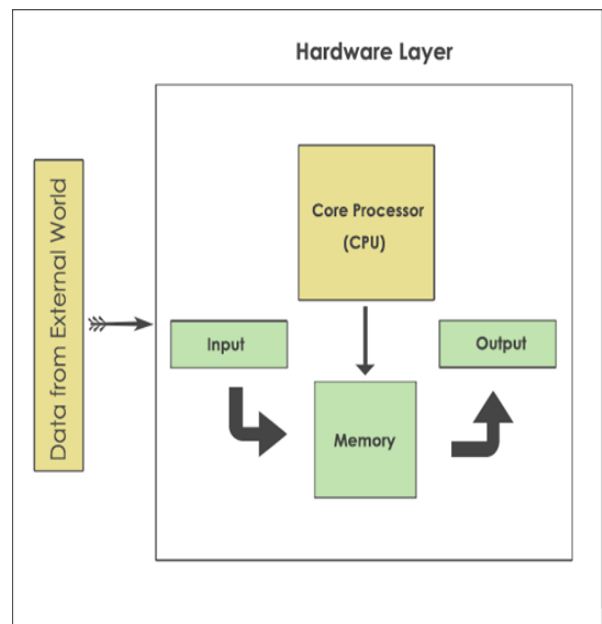 Hardware Layer
Data from External World
Core Processor
(CPU)
Input
Output
Memory